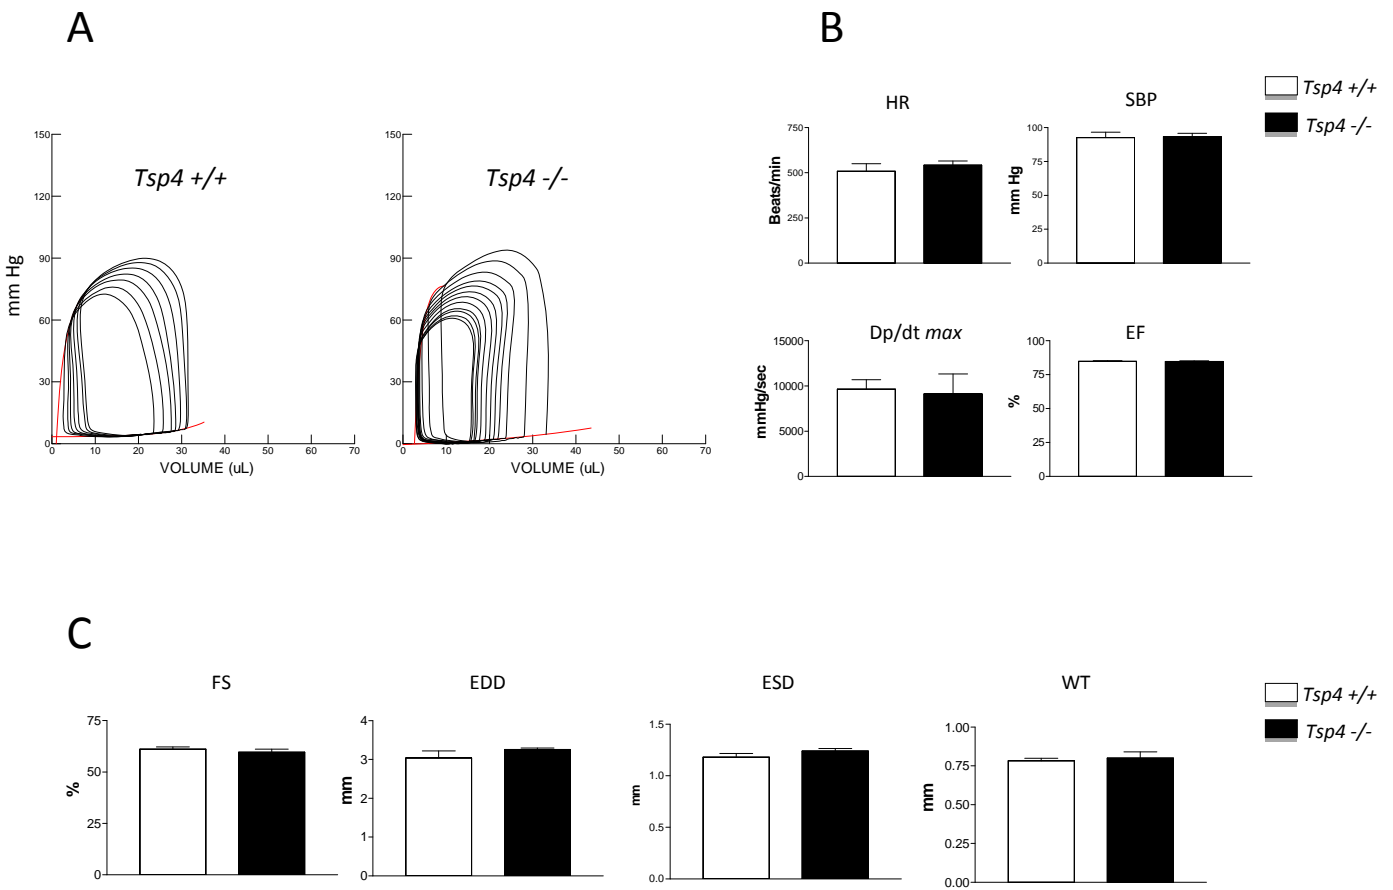 A
B
Tsp4 +/+
Tsp4 -/-
HR
SBP
750
500
250
0
Beats/min
100
75
50
25
0
mm Hg
150
120
90
60
30
0
mm Hg
Tsp4 +/+
0 10 20 30 40 50 60 70
VOLUME (uL)
150
120
90
60
30
0
Tsp4 -/-
0 10 20 30 40 50 60 70
VOLUME (uL)
Dp/dt max
EF
15000
10000
5000
0
mmHg/sec
100
75
50
25
0
%
C
FS
EDD
ESD
WT
Tsp4 +/+
Tsp4 -/-
75
50
25
0
%
4
3
2
1
0
mm
1.5
1.0
0.5
0.0
mm
1.00
0.75
0.50
0.25
0.00
mm